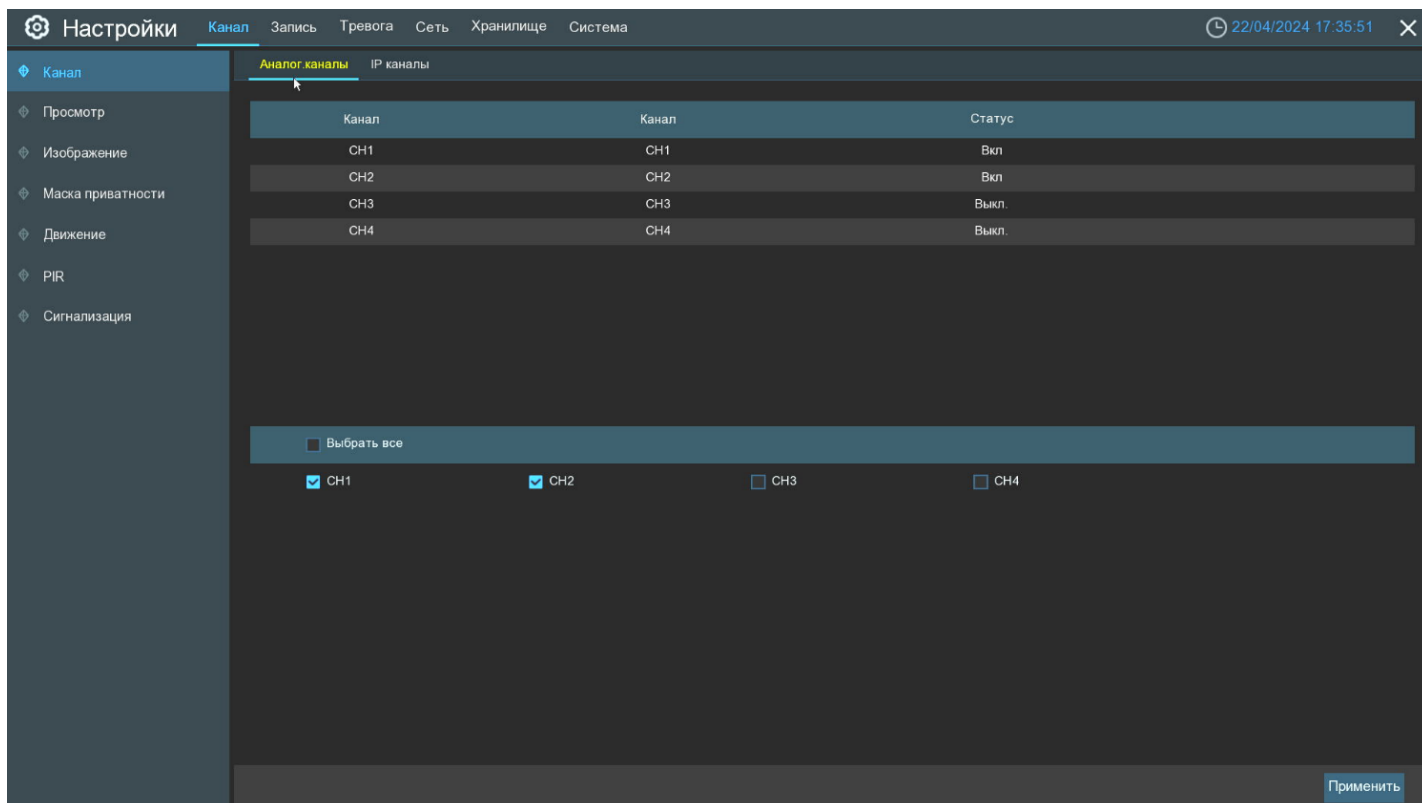 Настройки Канал Запись Тревога Сеть Хранилище Система 22/04/2024 17:35:51
Канал
Просмотр
Изображение
Маска приватности
Движение
PIR
Сигнализация
Аналог.каналы IP каналы
Канал Канал Статус
CH1 CH1 Вкл
CH2 CH2 Вкл
CH3 CH3 Выкл.
CH4 CH4 Выкл.
Выбрать все
CH1 CH2 CH3 CH4
Применить